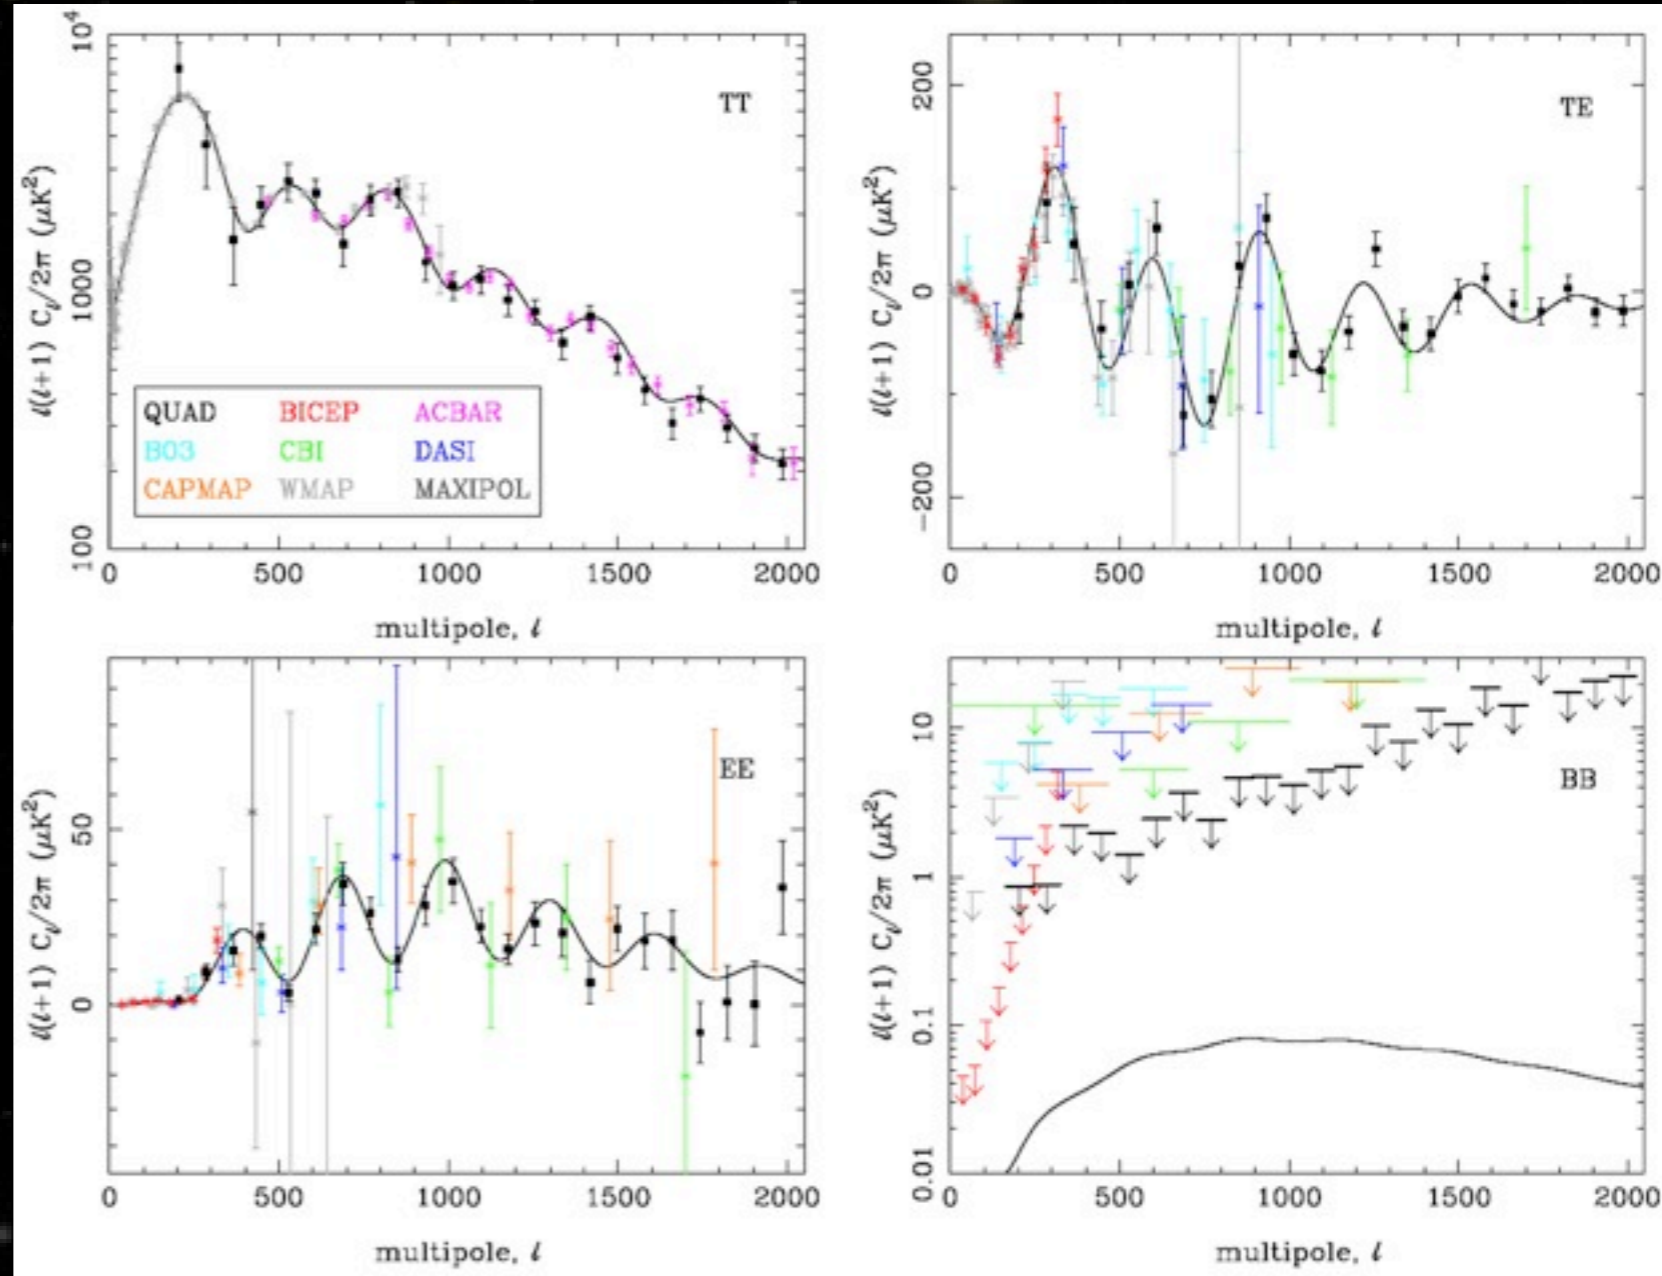 10⁴
1000
100
ℓ(ℓ+1) Cℓ/2π (μK²)
TT
QUAD BICEP ACBAR
B03 CBI DASI
CAPMAP WMAP MAXIPOL
0 500 1000 1500 2000
multipole, ℓ
200
0
−200
ℓ(ℓ+1) Cℓ/2π (μK²)
TE
0 500 1000 1500 2000
multipole, ℓ
50
0
ℓ(ℓ+1) Cℓ/2π (μK²)
EE
0 500 1000 1500 2000
multipole, ℓ
10
1
0.1
0.01
ℓ(ℓ+1) Cℓ/2π (μK²)
BB
0 500 1000 1500 2000
multipole, ℓ